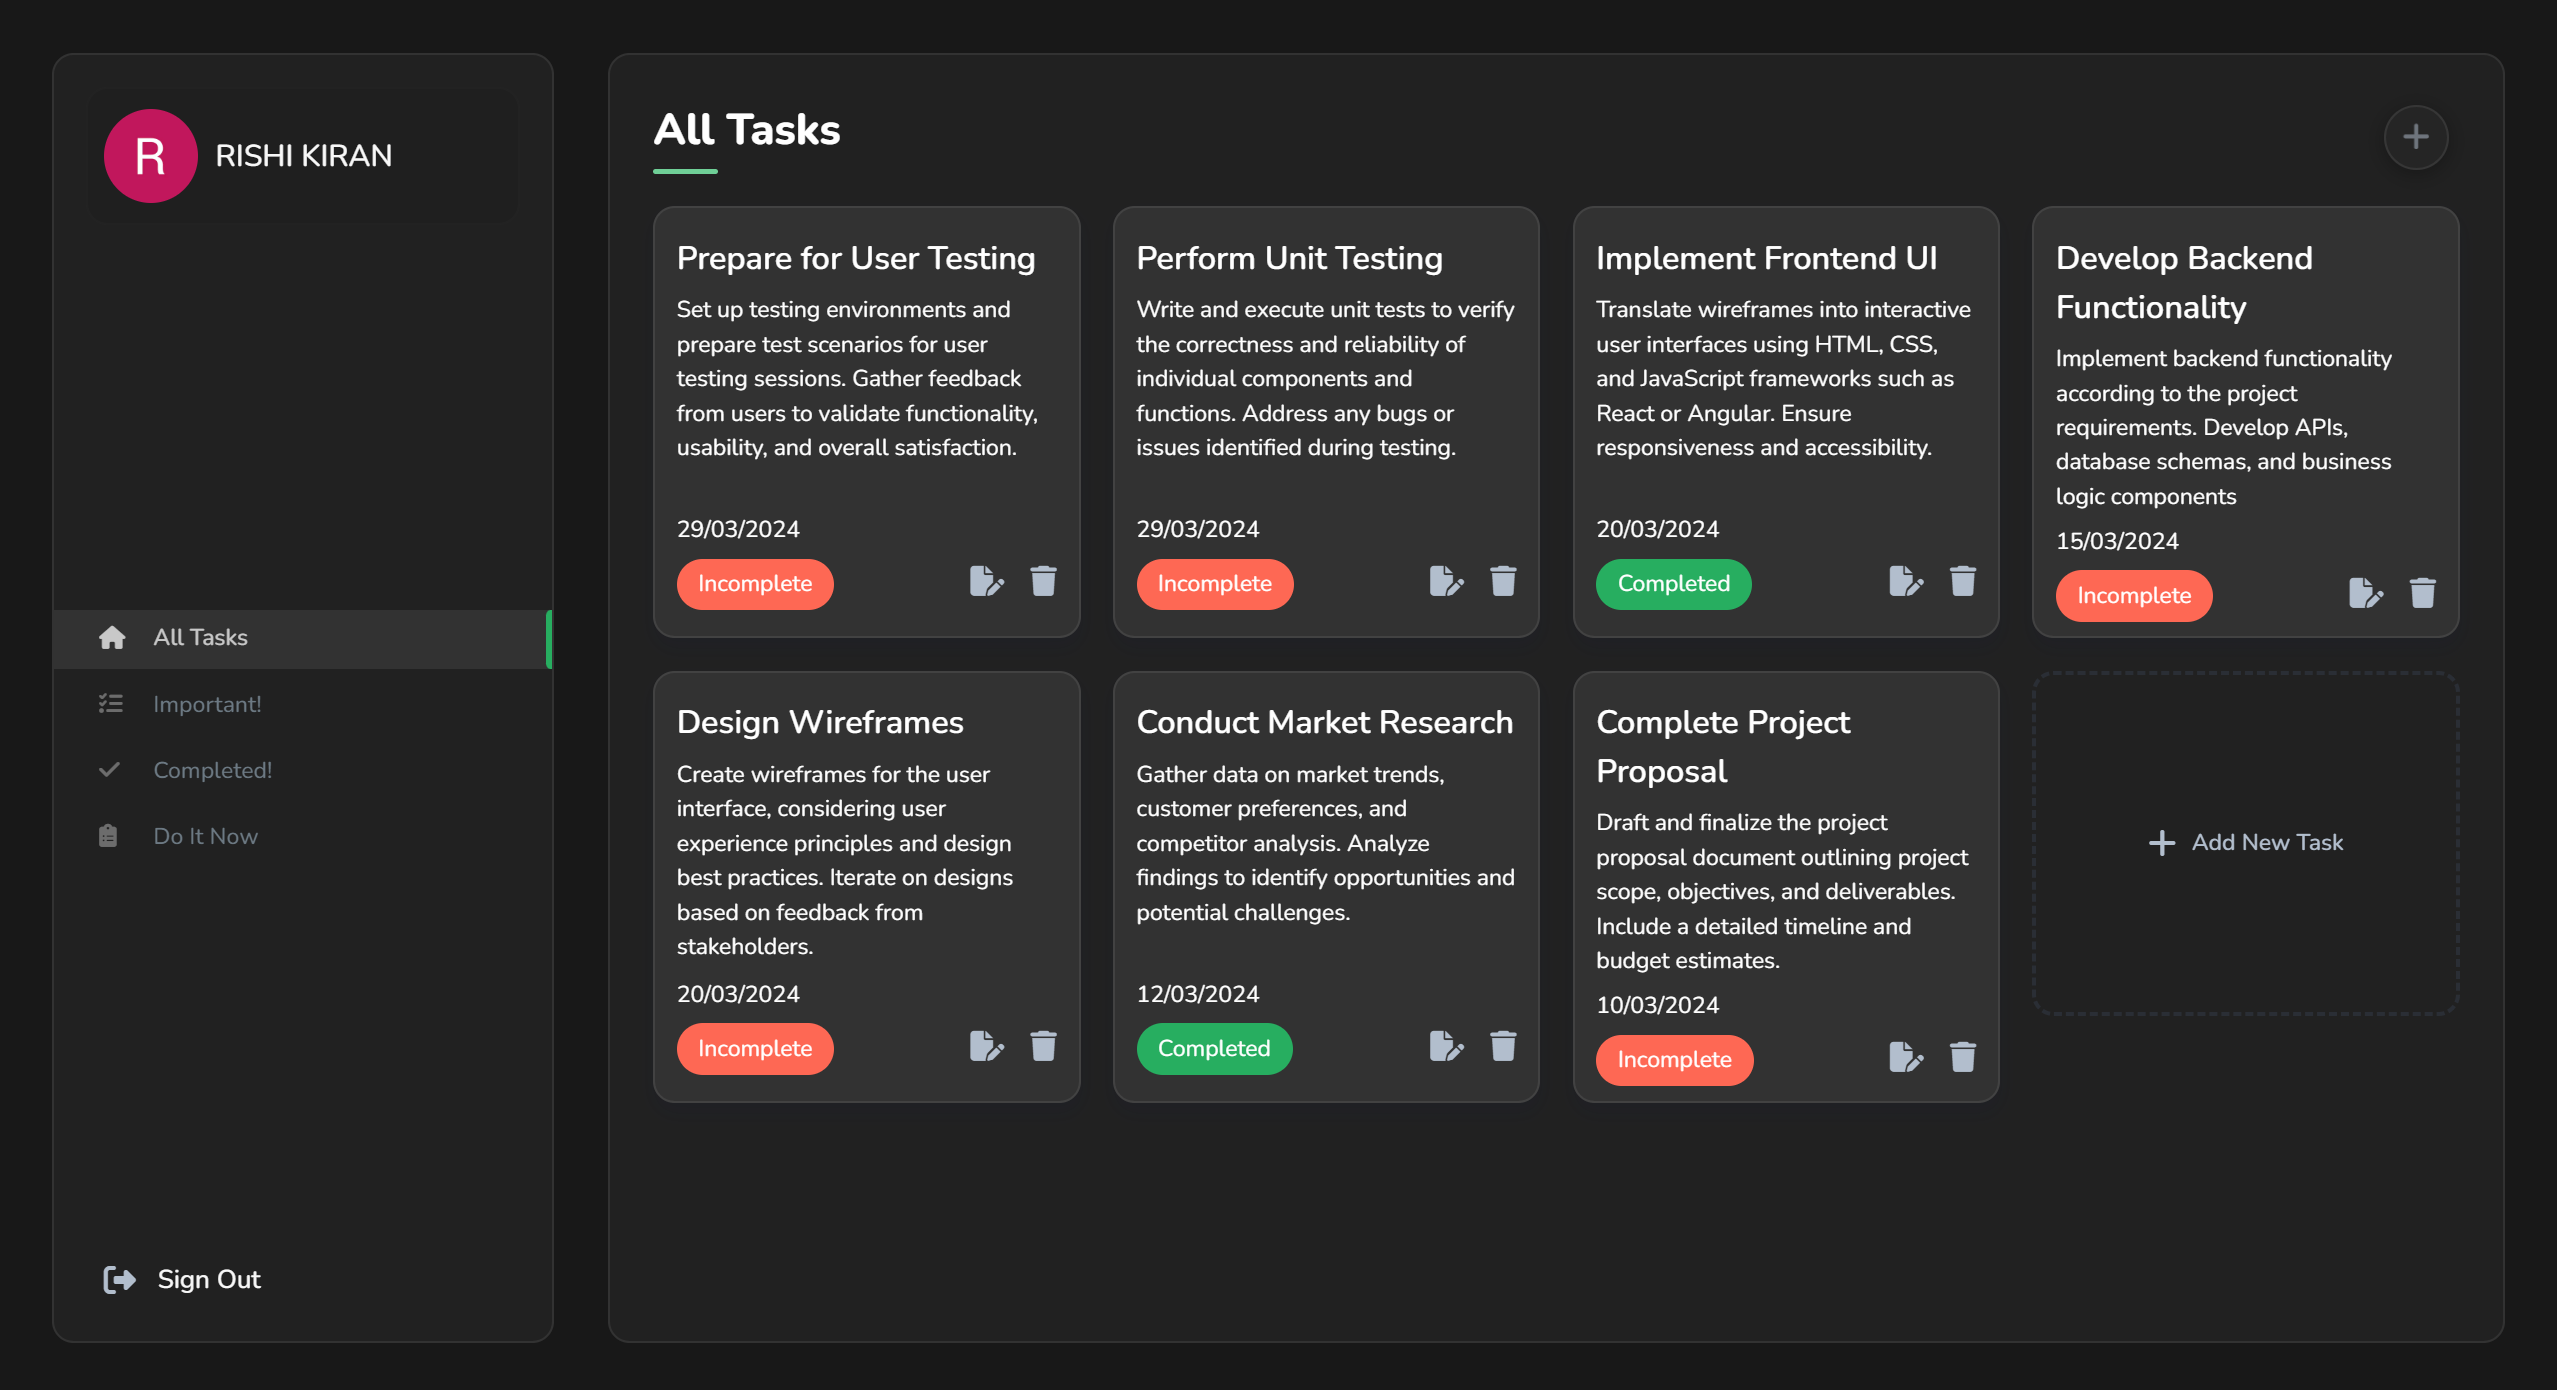 R
RISHI KIRAN
All Tasks
Important!
Completed!
Do It Now
Sign Out
All Tasks
Prepare for User Testing
Set up testing environments and
prepare test scenarios for user
testing sessions. Gather feedback
from users to validate functionality,
usability, and overall satisfaction.
29/03/2024
Incomplete
Perform Unit Testing
Write and execute unit tests to verify
the correctness and reliability of
individual components and
functions. Address any bugs or
issues identified during testing.
29/03/2024
Incomplete
Implement Frontend UI
Translate wireframes into interactive
user interfaces using HTML, CSS,
and JavaScript frameworks such as
React or Angular. Ensure
responsiveness and accessibility.
20/03/2024
Completed
Develop Backend
Functionality
Implement backend functionality
according to the project
requirements. Develop APIs,
database schemas, and business
logic components
15/03/2024
Incomplete
Design Wireframes
Create wireframes for the user
interface, considering user
experience principles and design
best practices. Iterate on designs
based on feedback from
stakeholders.
20/03/2024
Incomplete
Conduct Market Research
Gather data on market trends,
customer preferences, and
competitor analysis. Analyze
findings to identify opportunities and
potential challenges.
12/03/2024
Completed
Complete Project
Proposal
Draft and finalize the project
proposal document outlining project
scope, objectives, and deliverables.
Include a detailed timeline and
budget estimates.
10/03/2024
Incomplete
Add New Task